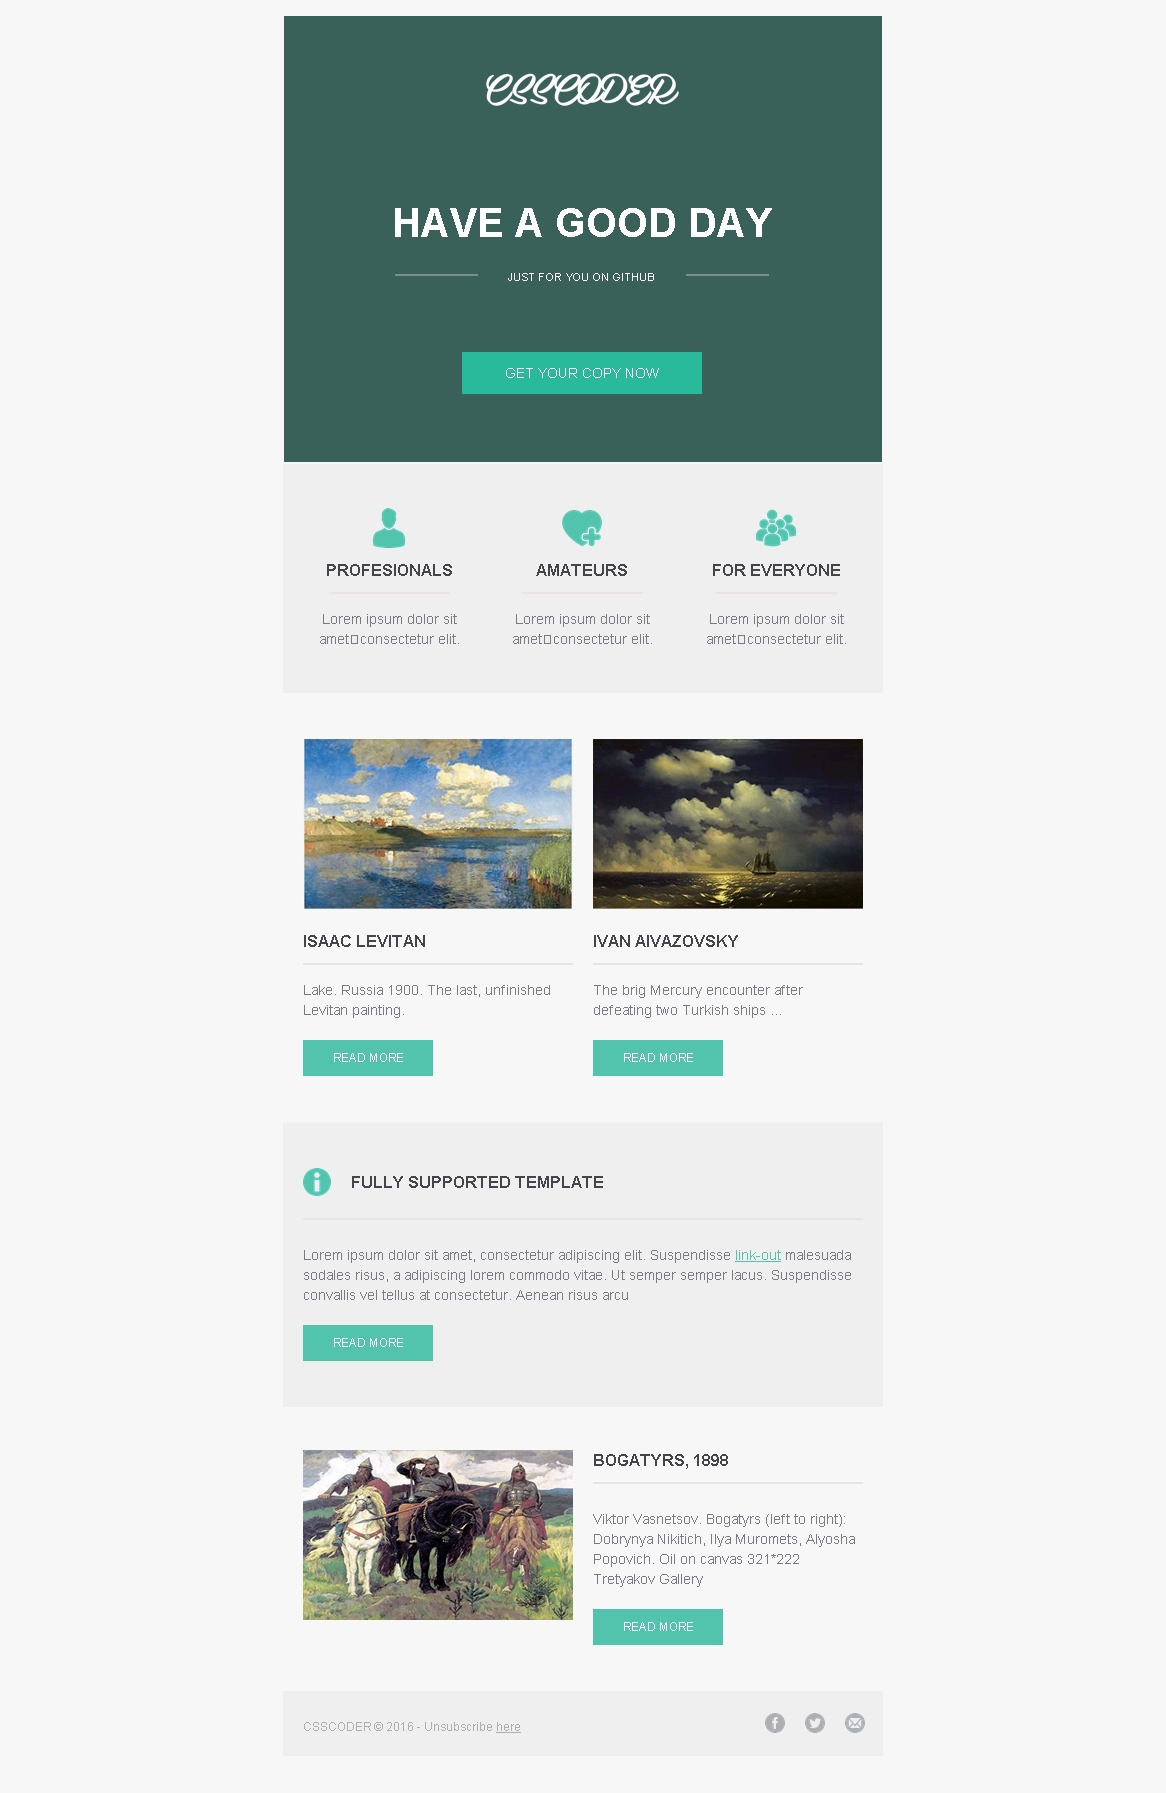 CSSCODER
HAVE A GOOD DAY
JUST FOR YOU ON GITHUB
GET YOUR COPY NOW
PROFESIONALS
Lorem ipsum dolor sit
amet□consectetur elit.
AMATEURS
Lorem ipsum dolor sit
amet□consectetur elit.
FOR EVERYONE
Lorem ipsum dolor sit
amet□consectetur elit.
ISAAC LEVITAN
Lake. Russia 1900. The last, unfinished
Levitan painting.
READ MORE
IVAN AIVAZOVSKY
The brig Mercury encounter after
defeating two Turkish ships ...
READ MORE
FULLY SUPPORTED TEMPLATE
Lorem ipsum dolor sit amet, consectetur adipiscing elit. Suspendisse link-out malesuada
sodales risus, a adipiscing lorem commodo vitae. Ut semper semper lacus. Suspendisse
convallis vel tellus at consectetur. Aenean risus arcu
READ MORE
BOGATYRS, 1898
Viktor Vasnetsov. Bogatyrs (left to right):
Dobrynya Nikitich, Ilya Muromets, Alyosha
Popovich. Oil on canvas 321*222
Tretyakov Gallery
READ MORE
CSSCODER © 2016 - Unsubscribe here